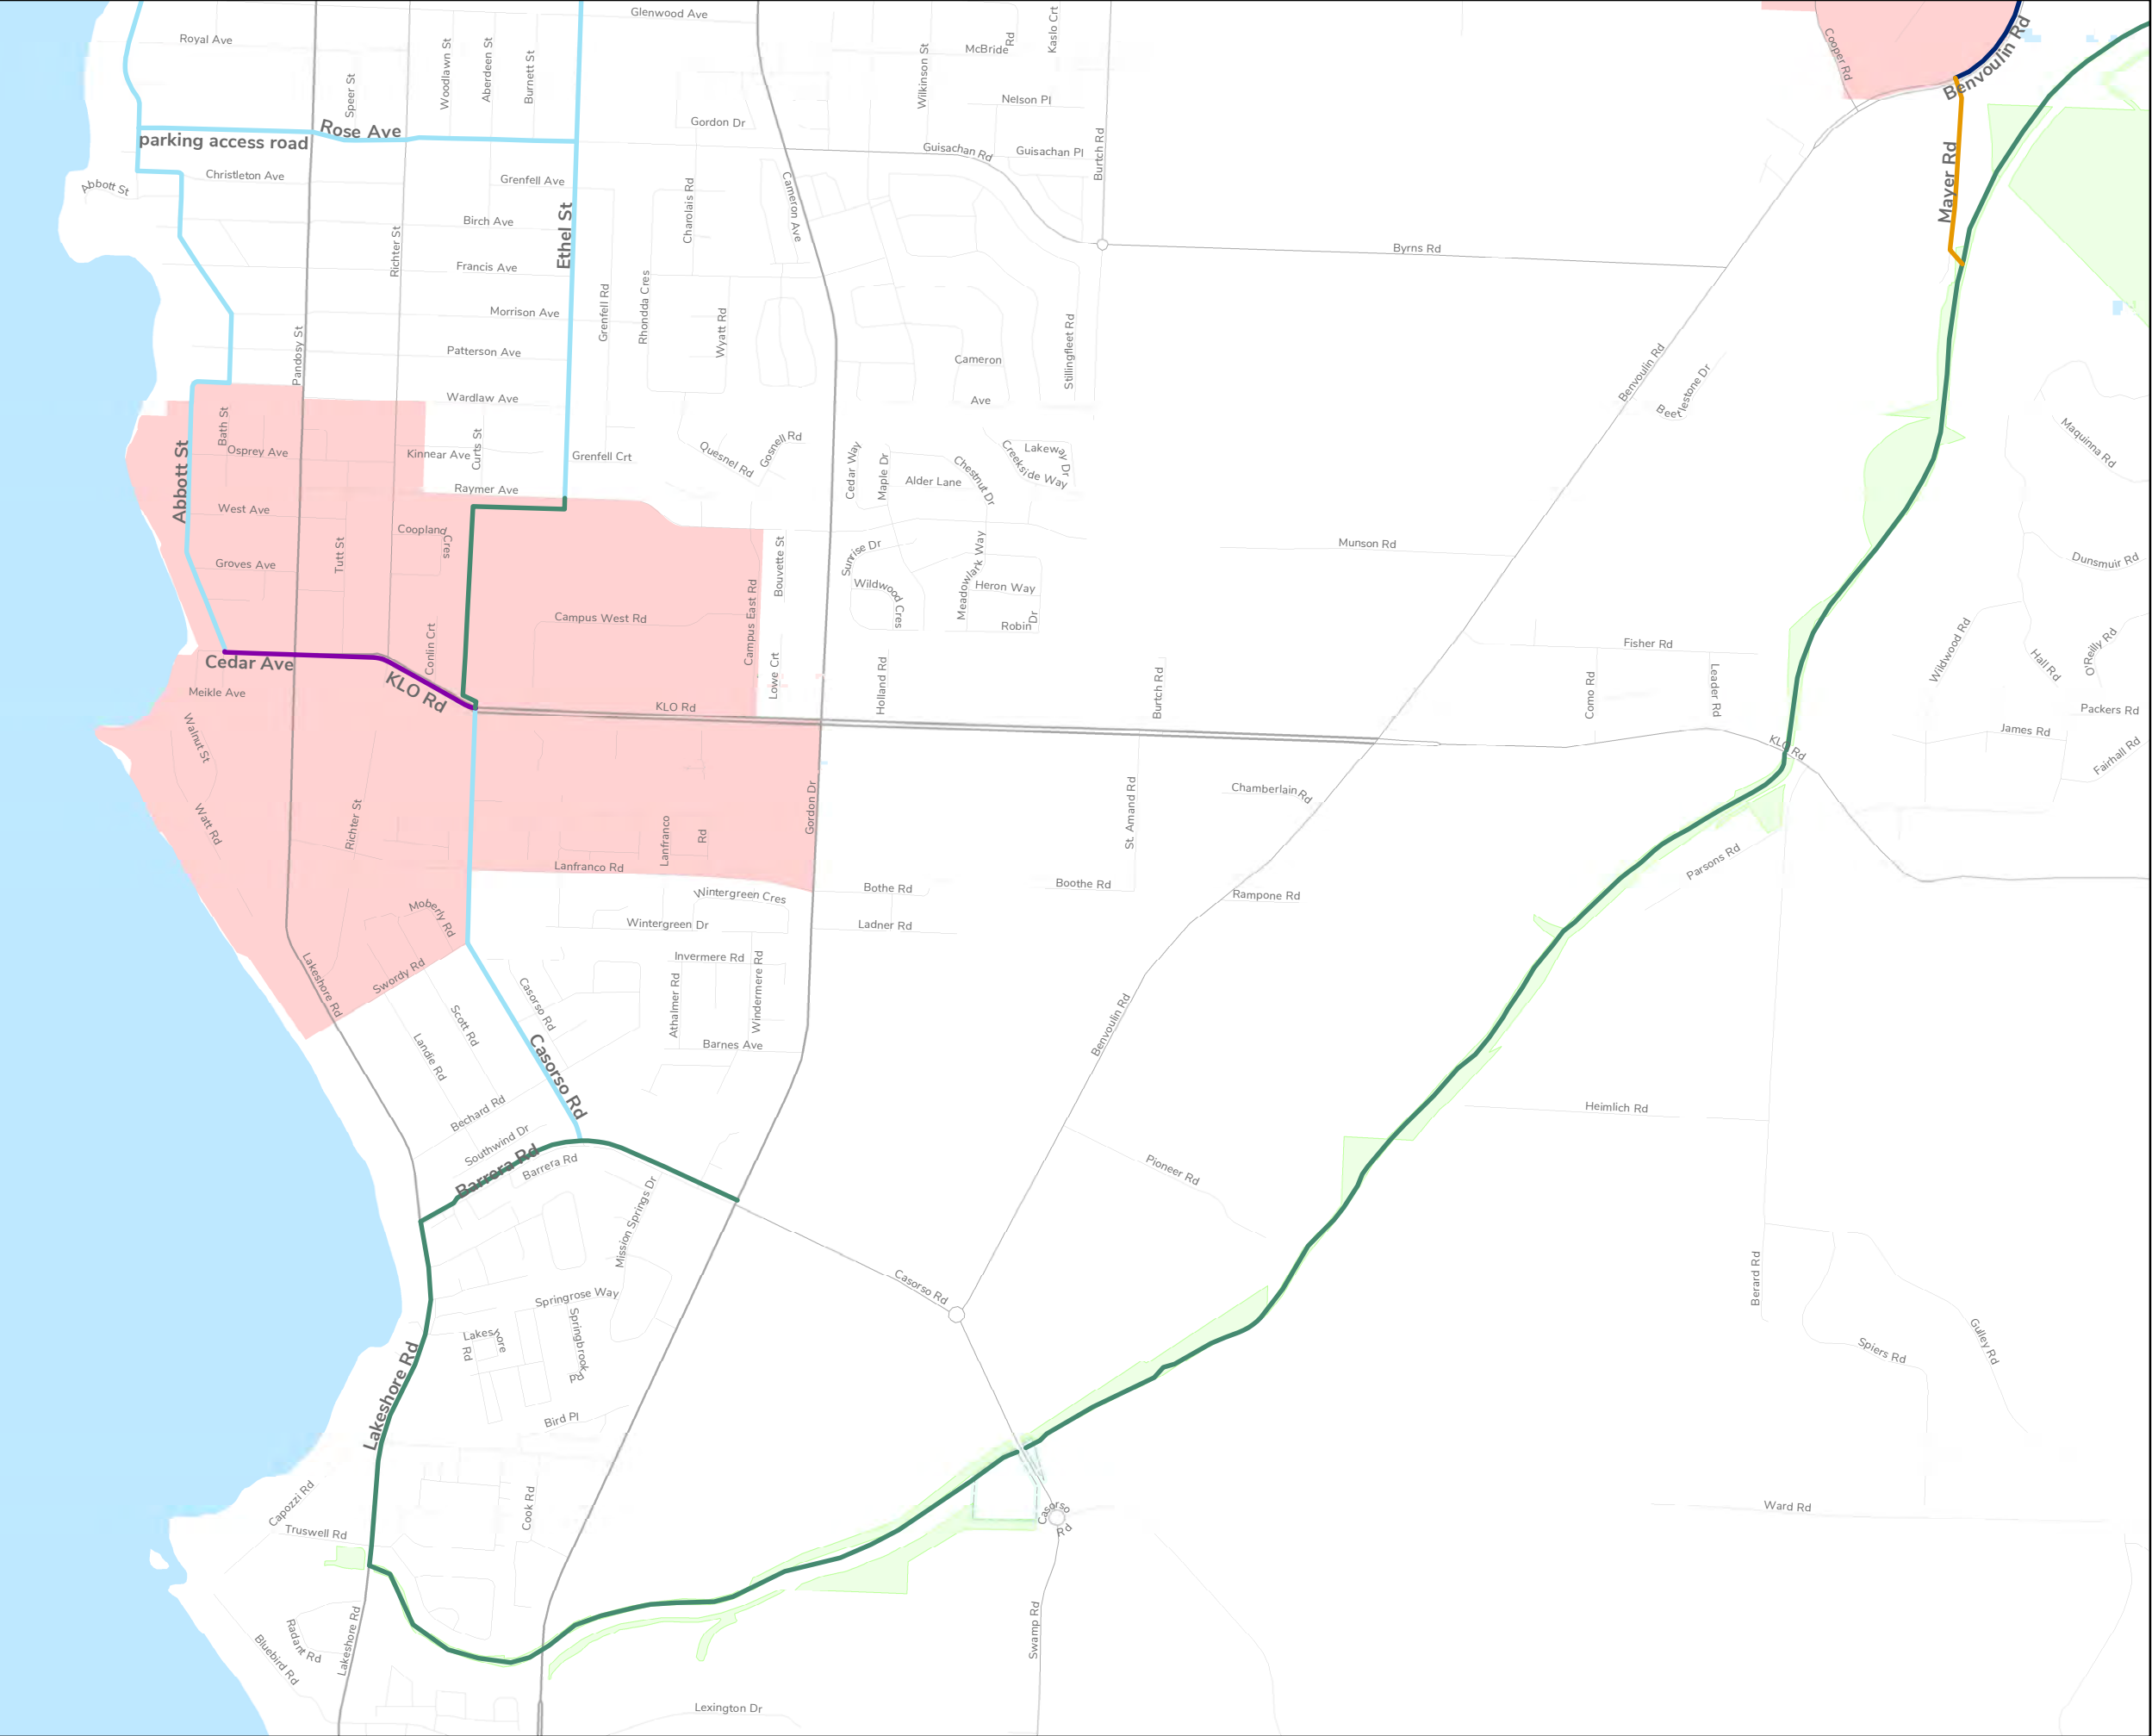 Glenwood Ave
Royal Ave
Speer St
Woodlawn St
Aberdeen St
Burnett St
Wilkinson St
McBride
Rd
Kaslo Crt
Cooper Rd
Benvoulin Rd
Nelson Pl
Gordon Dr
Rose Ave
parking access road
Guisachan Rd
Guisachan Pl
Burtch Rd
Mayer Rd
Abbott St
Christleton Ave
Grenfell Ave
Charolais Rd
Cameron Ave
Birch Ave
Ethel St
Richter St
Francis Ave
Byrns Rd
Morrison Ave
Grenfell Rd
Rhondda Cres
Wyatt Rd
Pandosy St
Patterson Ave
Cameron
Ave
Stillingfleet Rd
Benvoulin Rd
Beetlestone Dr
Wardlaw Ave
Bath St
Abbott St
Osprey Ave
Kinnear Ave
Curts St
Grenfell Crt
Quesnel Rd
Gosnell Rd
Cedar Way
Maple Dr
Alder Lane
Chestnut Dr
Lakeway Dr
Creekside Way
Maquinna Rd
Raymer Ave
West Ave
Coopland Cres
Tutt St
Groves Ave
Munson Rd
Dunsmuir Rd
Bouvette St
Sunrise Dr
Wildwood Cres
Meadowlark Way
Heron Way
Robin Dr
Campus West Rd
Campus East Rd
Conlin Crt
Cedar Ave
KLO Rd
Meikle Ave
Lowe Crt
Holland Rd
Burtch Rd
Fisher Rd
Como Rd
Leader Rd
Wildwood Rd
Hall Rd
O'Reilly Rd
KLO Rd
KLO Rd
Packers Rd
James Rd
Fairhall Rd
Walnut St
Watt Rd
Richter St
Gordon Dr
Lanfranco
Rd
Lanfranco Rd
St. Amand Rd
Chamberlain Rd
Parsons Rd
Bothe Rd
Boothe Rd
Rampone Rd
Wintergreen Cres
Wintergreen Dr
Ladner Rd
Moberly Rd
Swordy Rd
Lakeshore Rd
Casorso Rd
Invermere Rd
Athalmer Rd
Windermere Rd
Scott Rd
Landie Rd
Barnes Ave
Benvoulin Rd
Casorso Rd
Bechard Rd
Southwind Dr
Barrera Rd
Barrera Rd
Heimlich Rd
Pioneer Rd
Mission Springs Dr
Berard Rd
Casorso Rd
Springrose Way
Springbrook Rd
Lakeshore
Rd
Lakeshore Rd
Spiers Rd
Gulley Rd
Bird Pl
Capozzi Rd
Truswell Rd
Cook Rd
Casorso
Rd
Ward Rd
Swamp Rd
Radant Rd
Bluebird Rd
Lakeshore Rd
Lexington Dr